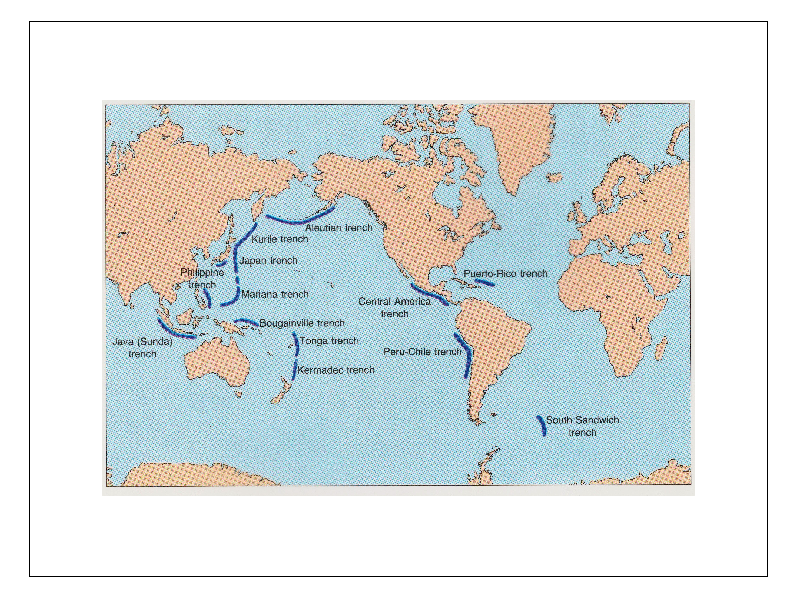 Aleutian trench
Kurile trench
Japan trench
Philippine
trench
Mariana trench
Puerto-Rico trench
Central America
trench
Bougainville trench
Java (Sunda)
trench
Tonga trench
Peru-Chile trench
Kermadec trench
South Sandwich
trench